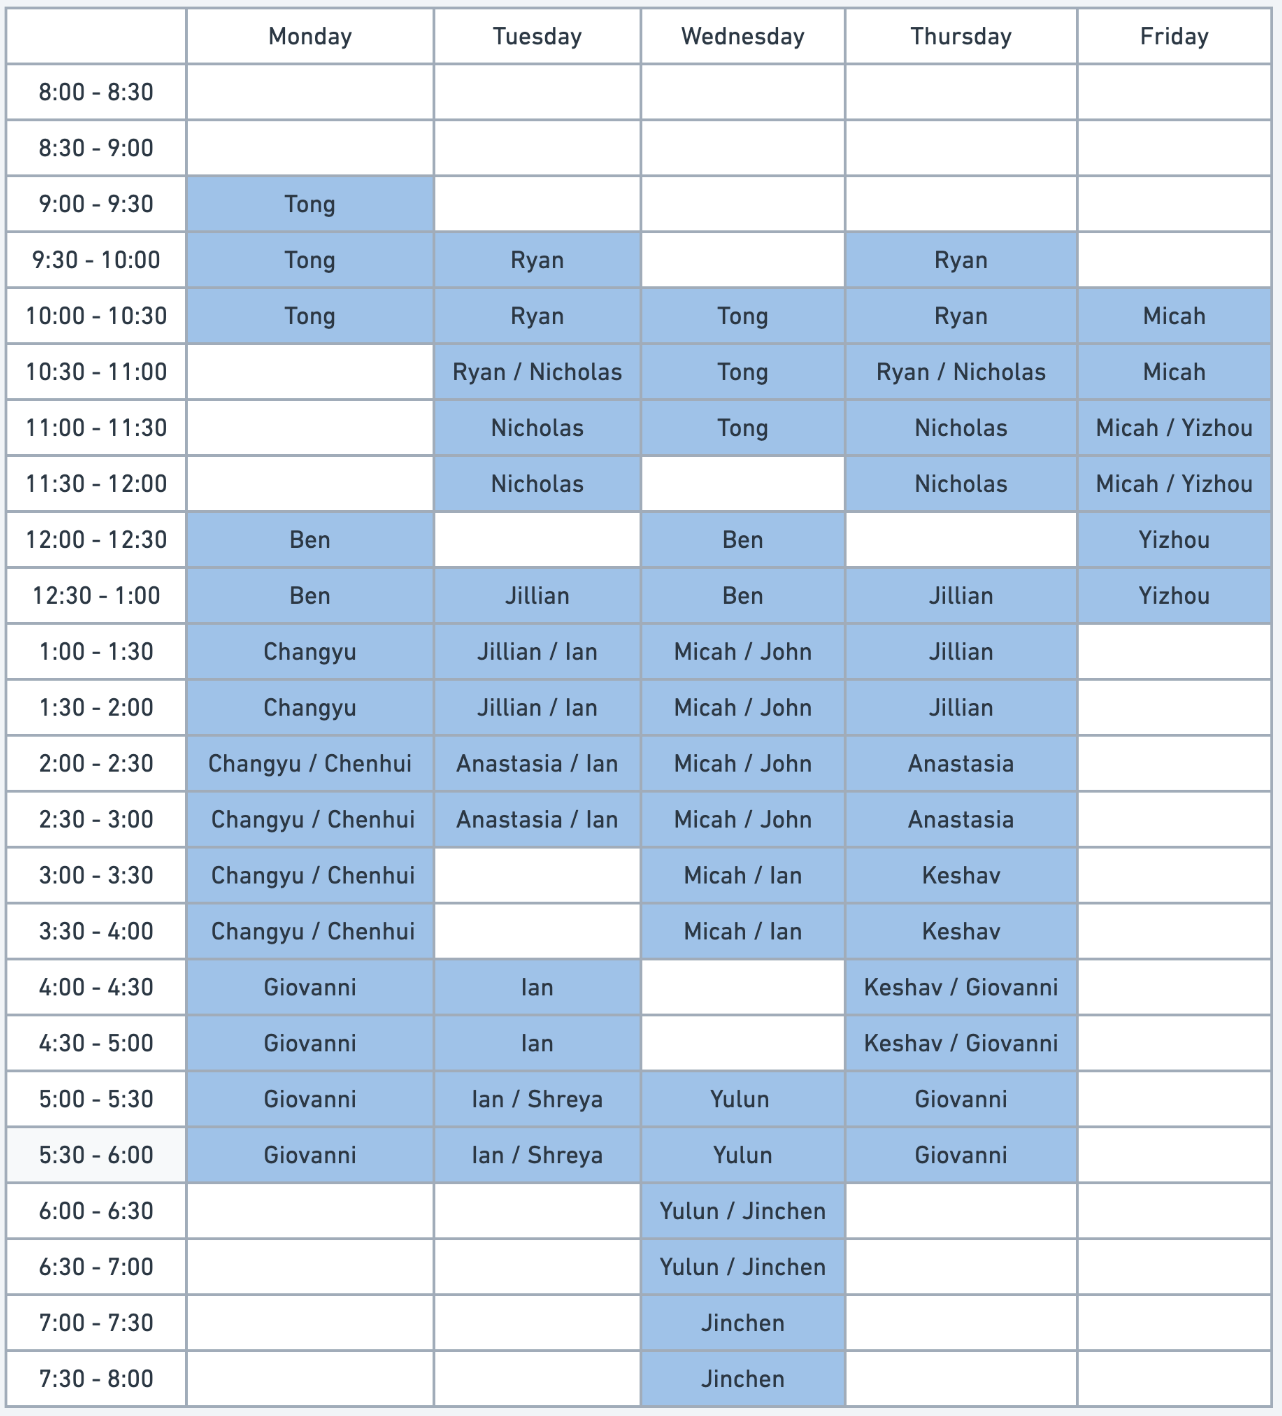 Monday Tuesday Wednesday Thursday Friday
8:00 - 8:30
8:30 - 9:00
9:00 - 9:30 Tong
9:30 - 10:00 Tong Ryan Ryan
10:00 - 10:30 Tong Ryan Tong Ryan Micah
10:30 - 11:00 Ryan / Nicholas Tong Ryan / Nicholas Micah
11:00 - 11:30 Nicholas Tong Nicholas Micah / Yizhou
11:30 - 12:00 Nicholas Nicholas Micah / Yizhou
12:00 - 12:30 Ben Ben Yizhou
12:30 - 1:00 Ben Jillian Ben Jillian Yizhou
1:00 - 1:30 Changyu Jillian / Ian Micah / John Jillian
1:30 - 2:00 Changyu Jillian / Ian Micah / John Jillian
2:00 - 2:30 Changyu / Chenhui Anastasia / Ian Micah / John Anastasia
2:30 - 3:00 Changyu / Chenhui Anastasia / Ian Micah / John Anastasia
3:00 - 3:30 Changyu / Chenhui Micah / Ian Keshav
3:30 - 4:00 Changyu / Chenhui Micah / Ian Keshav
4:00 - 4:30 Giovanni Ian Keshav / Giovanni
4:30 - 5:00 Giovanni Ian Keshav / Giovanni
5:00 - 5:30 Giovanni Ian / Shreya Yulun Giovanni
5:30 - 6:00 Giovanni Ian / Shreya Yulun Giovanni
6:00 - 6:30 Yulun / Jinchen
6:30 - 7:00 Yulun / Jinchen
7:00 - 7:30 Jinchen
7:30 - 8:00 Jinchen